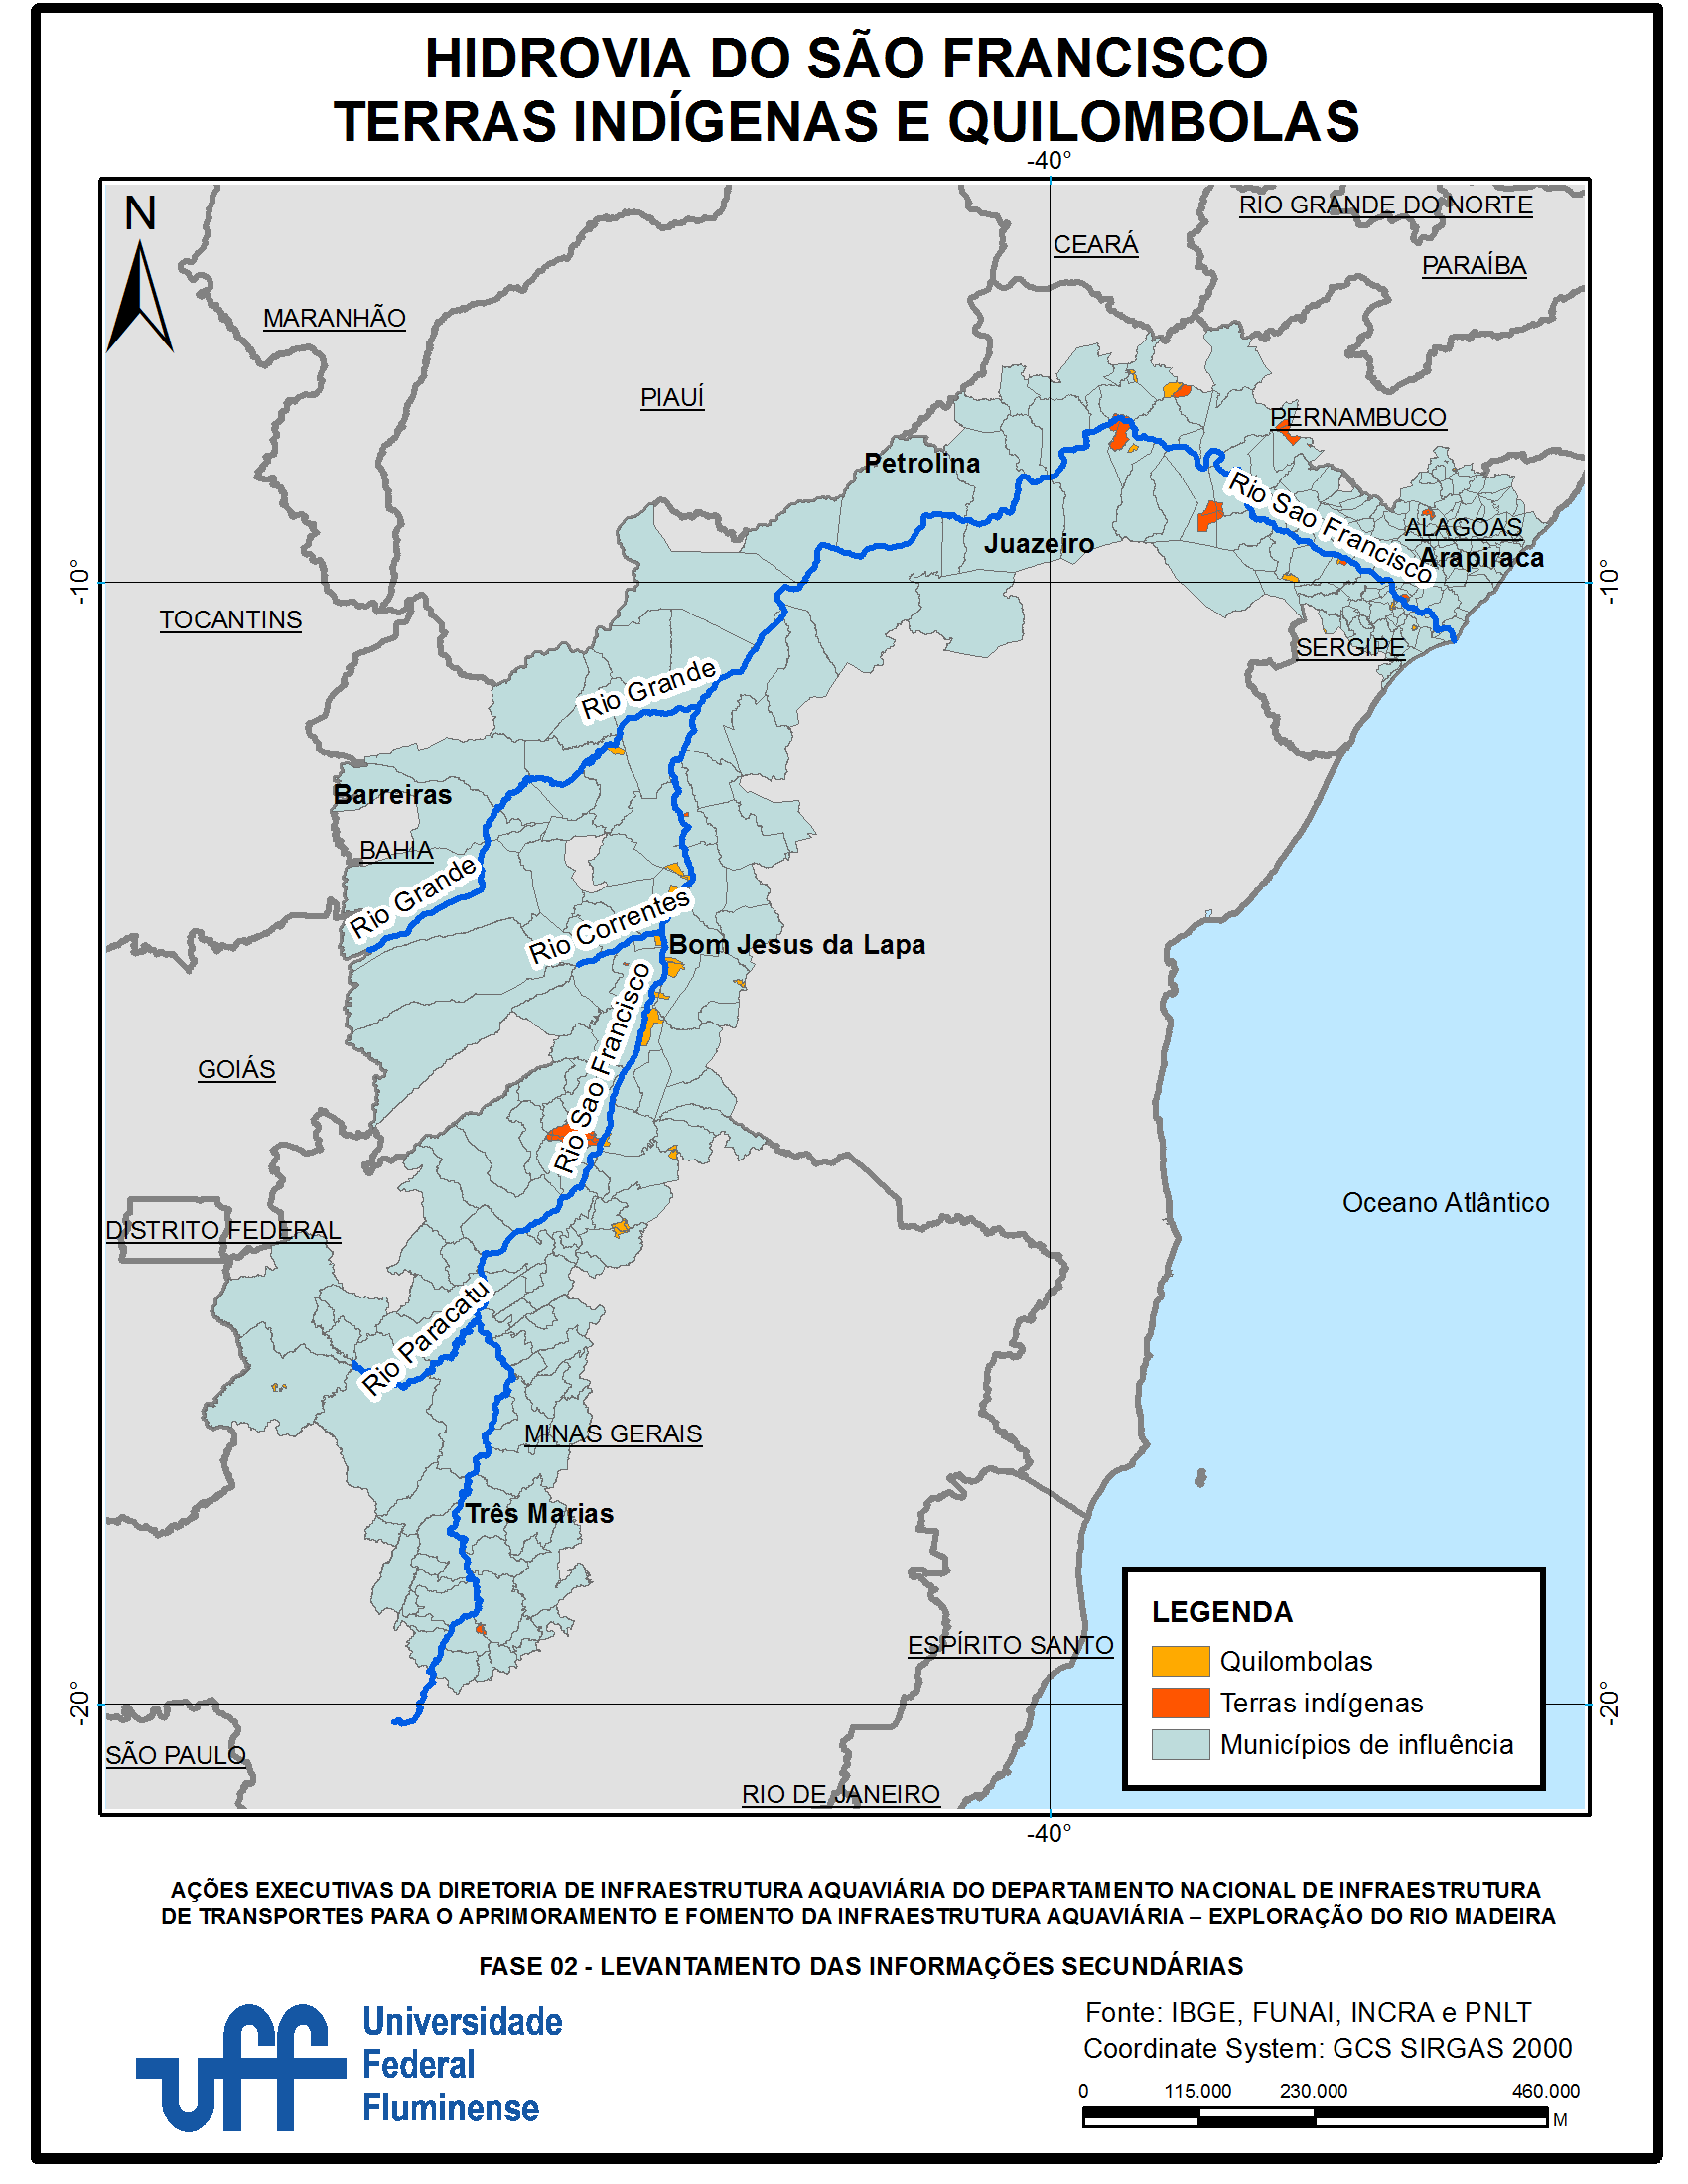 HIDROVIA DO SÃO FRANCISCO
TERRAS INDÍGENAS E QUILOMBOLAS
-40°
N
RIO GRANDE DO NORTE
CEARÁ
PARAÍBA
MARANHÃO
PIAUÍ
PERNAMBUCO
Petrolina
Rio Sao Francisco
ALAGOAS
Juazeiro
Arapiraca
-10°
-10°
TOCANTINS
SERGIPE
Rio Grande
Barreiras
BAHIA
Rio Grande
Rio Correntes
Bom Jesus da Lapa
Rio Sao Francisco
GOIÁS
Oceano Atlântico
DISTRITO FEDERAL
Rio Paracatu
MINAS GERAIS
Três Marias
LEGENDA
ESPÍRITO SANTO
Quilombolas
Terras indígenas
Municípios de influência
-20°
-20°
SÃO PAULO
RIO DE JANEIRO
-40°
AÇÕES EXECUTIVAS DA DIRETORIA DE INFRAESTRUTURA AQUAVIÁRIA DO DEPARTAMENTO NACIONAL DE INFRAESTRUTURA
DE TRANSPORTES PARA O APRIMORAMENTO E FOMENTO DA INFRAESTRUTURA AQUAVIÁRIA – EXPLORAÇÃO DO RIO MADEIRA
FASE 02 - LEVANTAMENTO DAS INFORMAÇÕES SECUNDÁRIAS
uff
Universidade
Federal
Fluminense
Fonte: IBGE, FUNAI, INCRA e PNLT
Coordinate System: GCS SIRGAS 2000
0 115.000 230.000 460.000
M